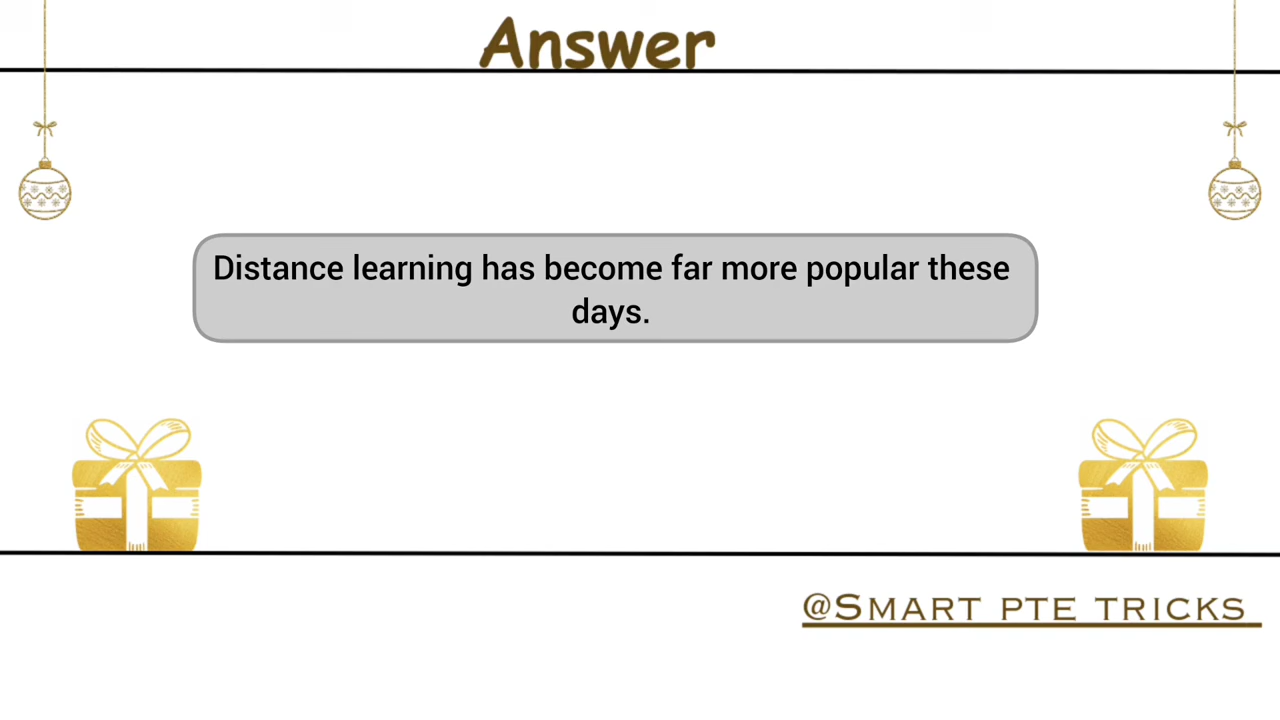 Answer
Distance learning has become far more popular these
days.
@SMART PTE TRICKS